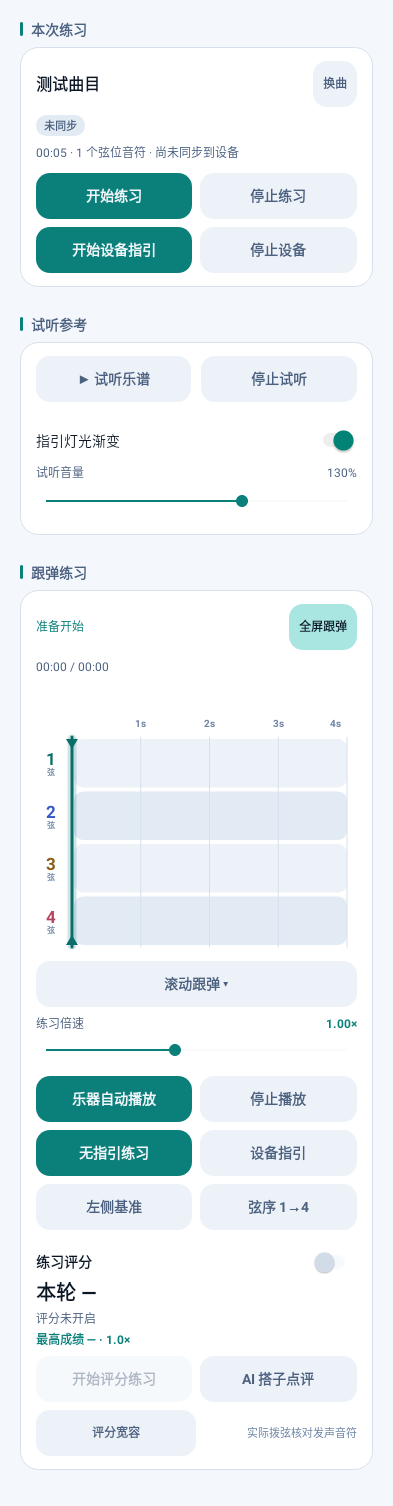 本次练习
测试曲目
换曲
未同步
00:05 · 1 个弦位音符 · 尚未同步到设备
开始练习
停止练习
开始设备指引
停止设备
试听参考
► 试听乐谱
停止试听
指引灯光渐变
试听音量
130%
跟弹练习
准备开始
全屏跟弹
00:00 / 00:00
1s 2s 3s 4s
1
弦
2
弦
3
弦
4
弦
滚动跟弹 ▾
练习倍速
1.00×
乐器自动播放
停止播放
无指引练习
设备指引
左侧基准
弦序 1→4
练习评分
本轮 —
评分未开启
最高成绩 — · 1.0×
开始评分练习
AI 搭子点评
评分宽容
实际拨弦核对发声音符